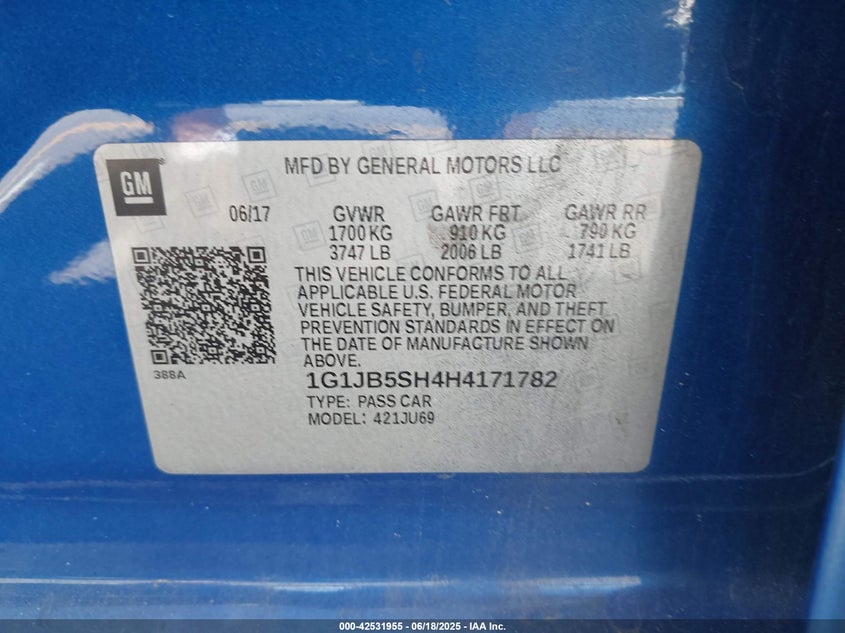 GM
MFD BY GENERAL MOTORS LLC
06/17 GVWR GAWR FRT GAWR RR
1700 KG 910 KG 790 KG
3747 LB 2006 LB 1741 LB
THIS VEHICLE CONFORMS TO ALL
APPLICABLE U.S. FEDERAL MOTOR
VEHICLE SAFETY, BUMPER, AND THEFT
PREVENTION STANDARDS IN EFFECT ON
THE DATE OF MANUFACTURE SHOWN
ABOVE.
388A
1G1JB5SH4H4171782
TYPE: PASS CAR
MODEL: 421JU69
000-42531955 - 06/18/2025 - IAA Inc.